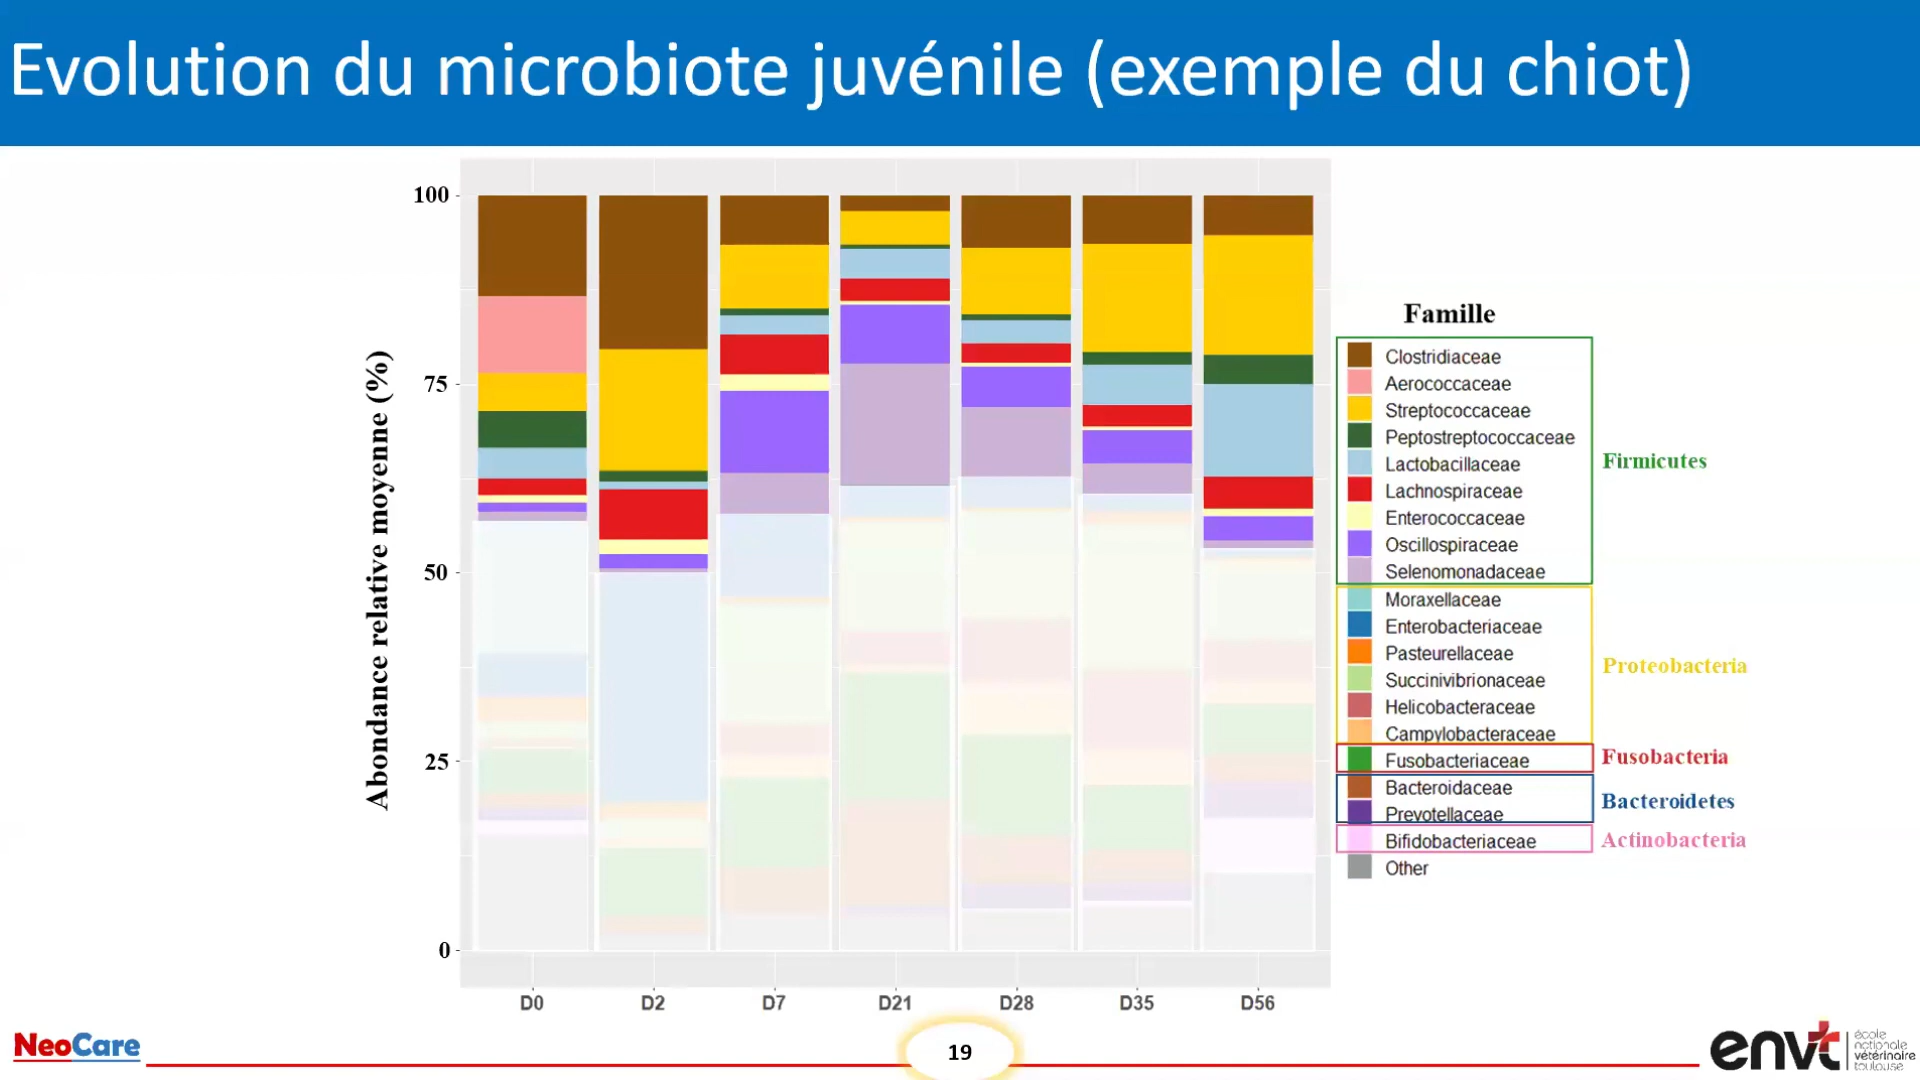 Evolution du microbiote juvénile (exemple du chiot)
Abondance relative moyenne (%)
100
75
50
25
0
D0 D2 D7 D21 D28 D35 D56
Famille
Clostridiaceae
Aerococcaceae
Streptococcaceae
Peptostreptococcaceae
Lactobacillaceae
Lachnospiraceae
Enterococcaceae
Oscillospiraceae
Selenomonadaceae
Firmicutes
Moraxellaceae
Enterobacteriaceae
Pasteurellaceae
Succinivibrionaceae
Helicobacteraceae
Campylobacteraceae
Proteobacteria
Fusobacteriaceae
Fusobacteria
Bacteroidaceae
Prevotellaceae
Bacteroidetes
Bifidobacteriaceae
Actinobacteria
Other
NeoCare
19
envt
école
nationale
vétérinaire
toulouse